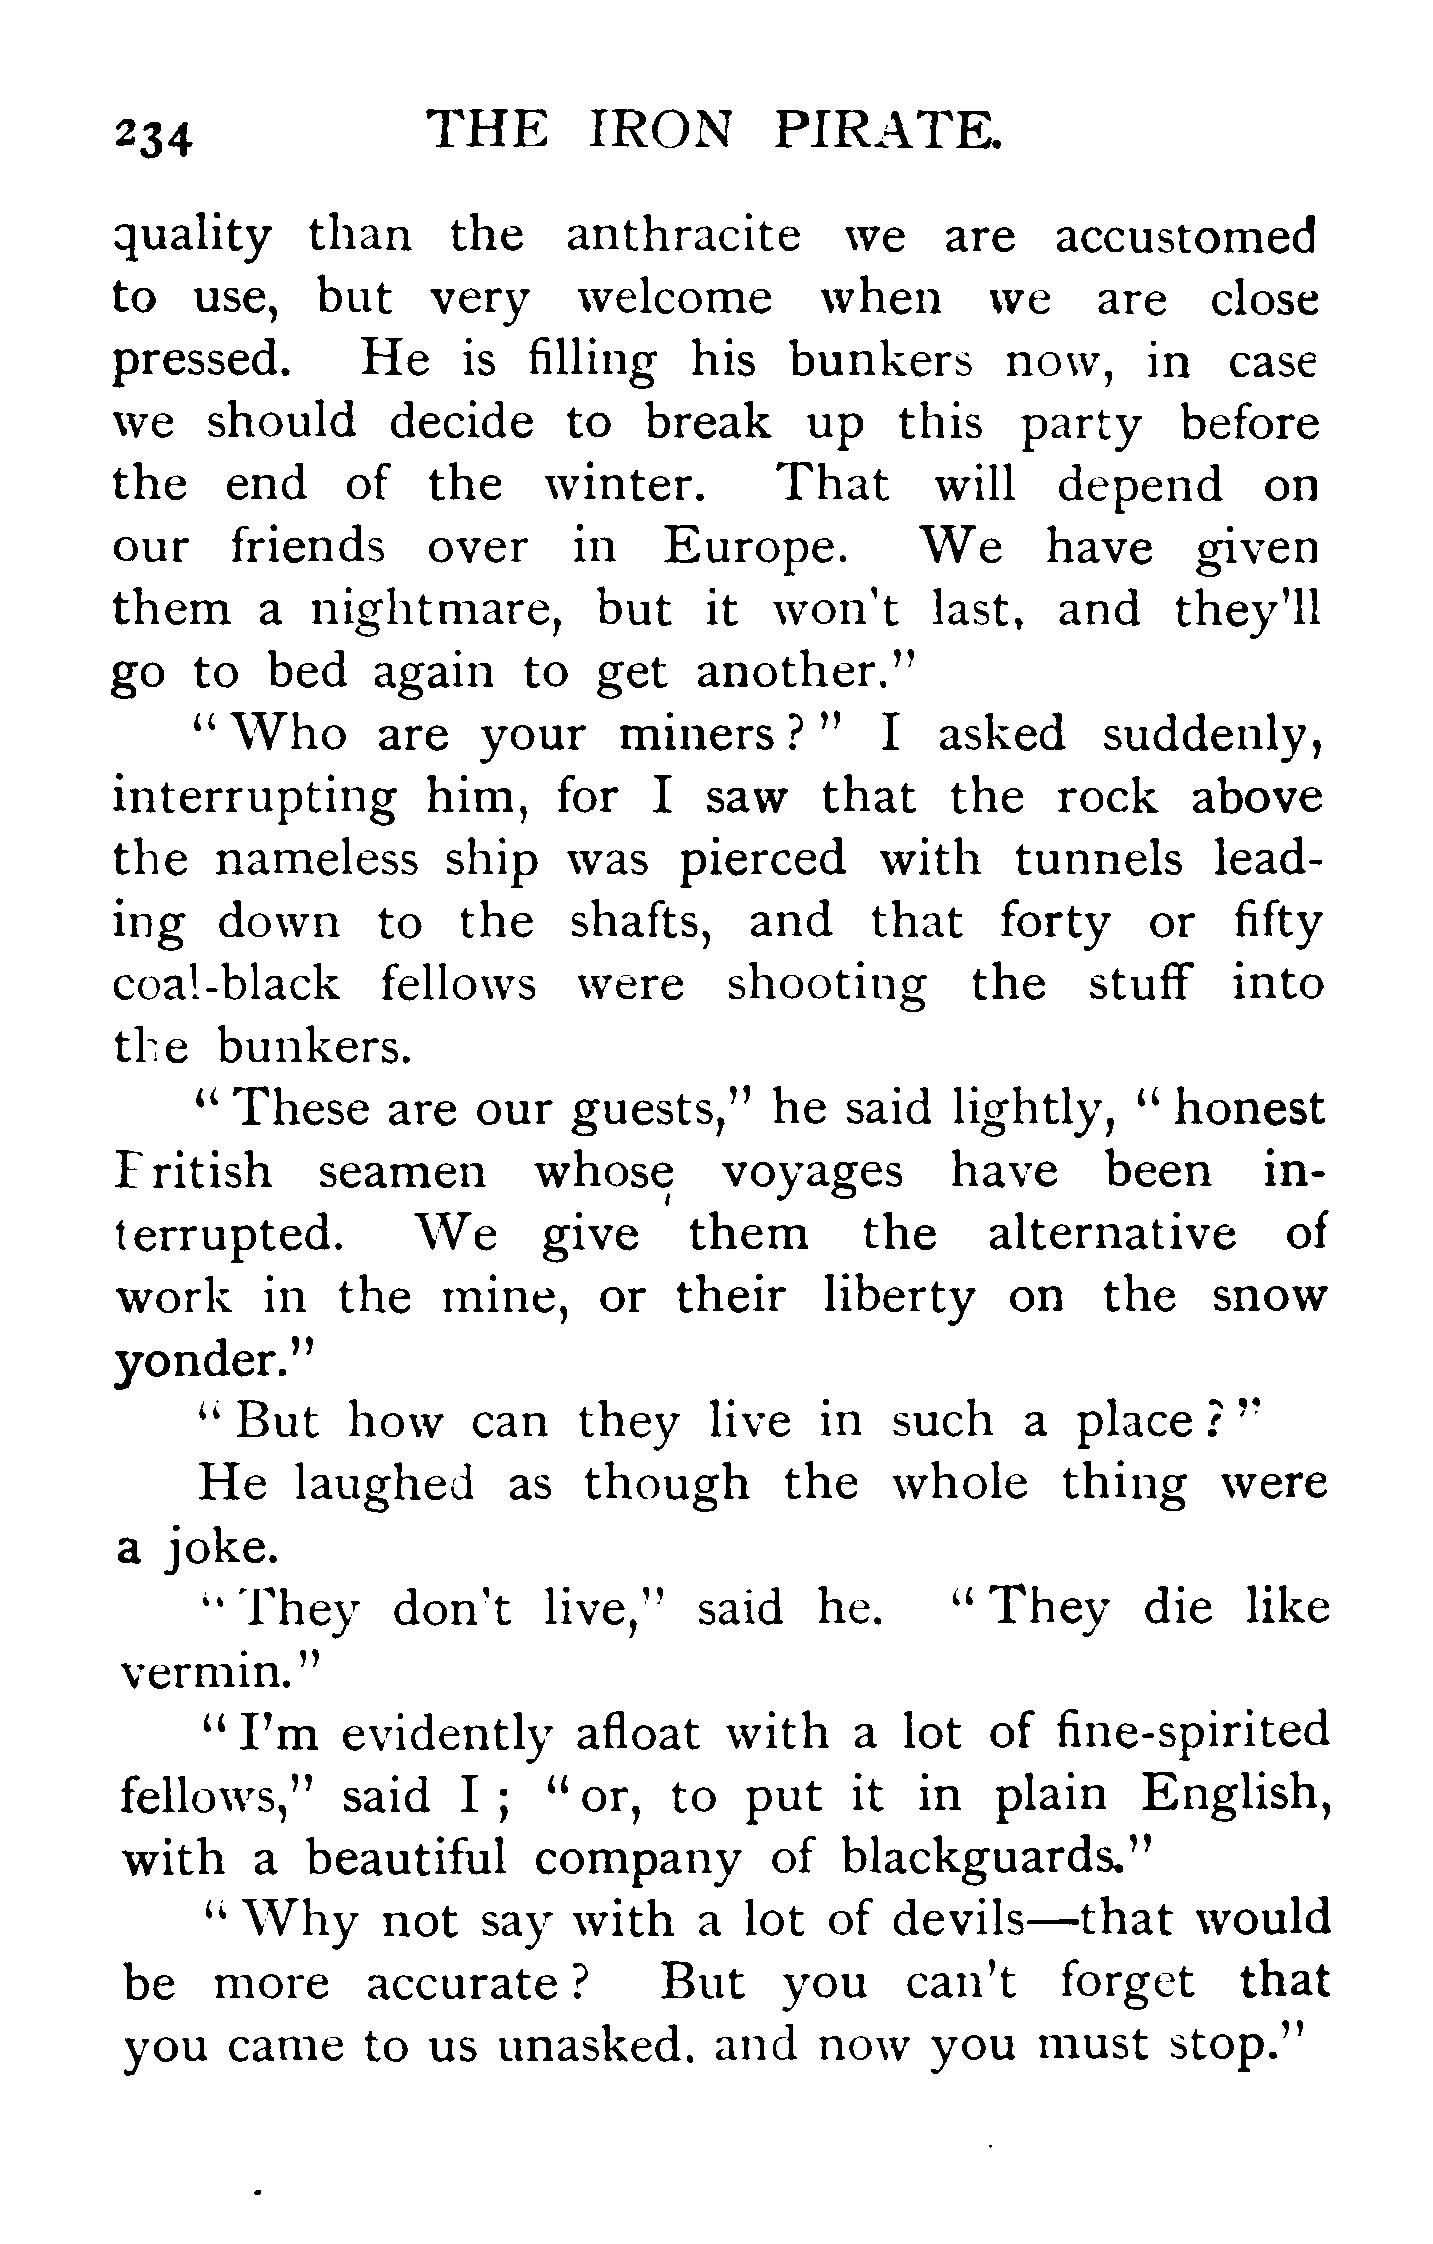 234 THE IRON PIRATE.
quality than the anthracite we are accustomed
to use, but very welcome when we are close
pressed. He is filling his bunkers now, in case
we should decide to break up this party before
the end of the winter. That will depend on
our friends over in Europe. We have given
them a nightmare, but it won't last, and they'll
go to bed again to get another."
"Who are your miners?" I asked suddenly,
interrupting him, for I saw that the rock above
the nameless ship was pierced with tunnels lead-
ing down to the shafts, and that forty or fifty
coal-black fellows were shooting the stuff into
the bunkers.
"These are our guests," he said lightly, "honest
British seamen whose voyages have been in-
terrupted. We give them the alternative of
work in the mine, or their liberty on the snow
yonder."
"But how can they live in such a place?"
He laughed as though the whole thing were
a joke.
"They don't live," said he. "They die like
vermin."
"I'm evidently afloat with a lot of fine-spirited
fellows," said I; "or, to put it in plain English,
with a beautiful company of blackguards."
"Why not say with a lot of devils—that would
be more accurate? But you can't forget that
you came to us unasked, and now you must stop."